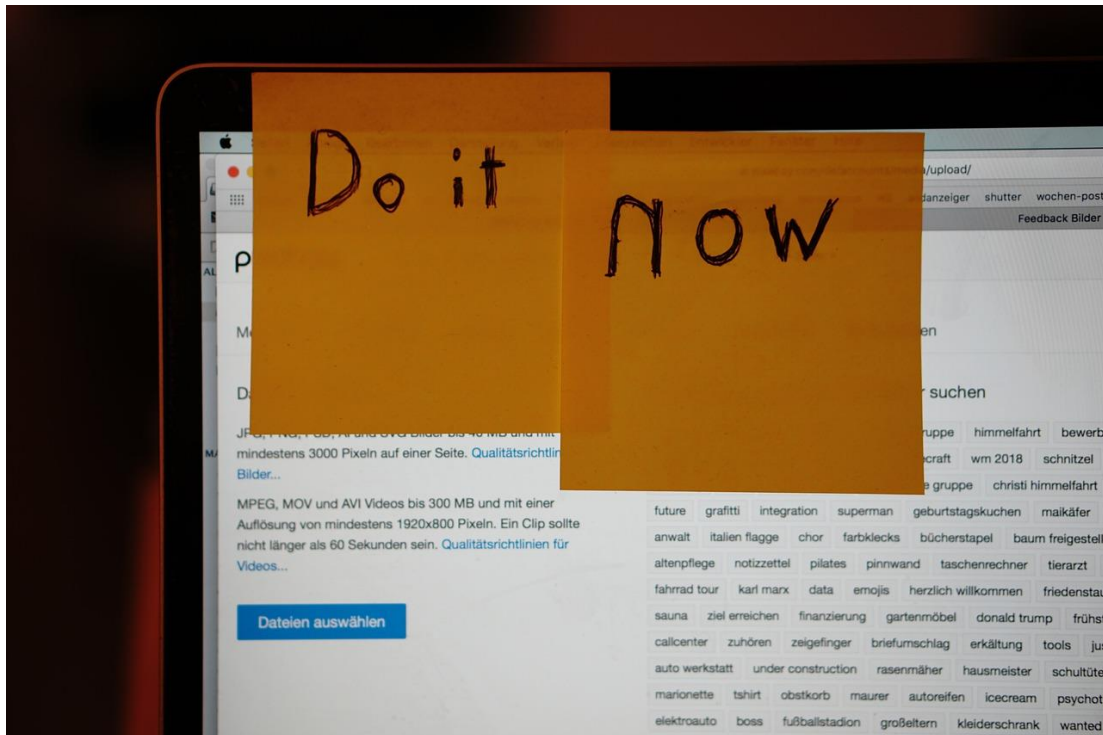 Do it
now
/upload/
shutter wochen-post
Feedback Bilder
suchen
himmelfahrt bewerb
wm 2018 schnitzel
mindestens 3000 Pixeln auf einer Seite. Qualitätsrichtlin
gruppe christi himmelfahrt
Bilder...
MPEG, MOV und AVI Videos bis 300 MB und mit einer
Auflösung von mindestens 1920x800 Pixeln. Ein Clip sollte
nicht länger als 60 Sekunden sein. Qualitätsrichtlinien für
Videos...
Dateien auswählen
future grafitti integration superman geburtstagskuchen maikäfer
anwalt italien flagge chor farbklecks bücherstapel baum freigestell
altenpflege notizzettel pilates pinnwand taschenrechner tierarzt
fahrrad tour karl marx data emojis herzlich willkommen friedenstau
sauna ziel erreichen finanzierung gartenmöbel donald trump frühst
callcenter zuhören zeigefinger briefumschlag erkältung tools jus
auto werkstatt under construction rasenmäher hausmeister schultüte
marionette tshirt obstkorb maurer autoreifen icecream psychot
elektroauto boss fußballstadion großeltern kleiderschrank wanted